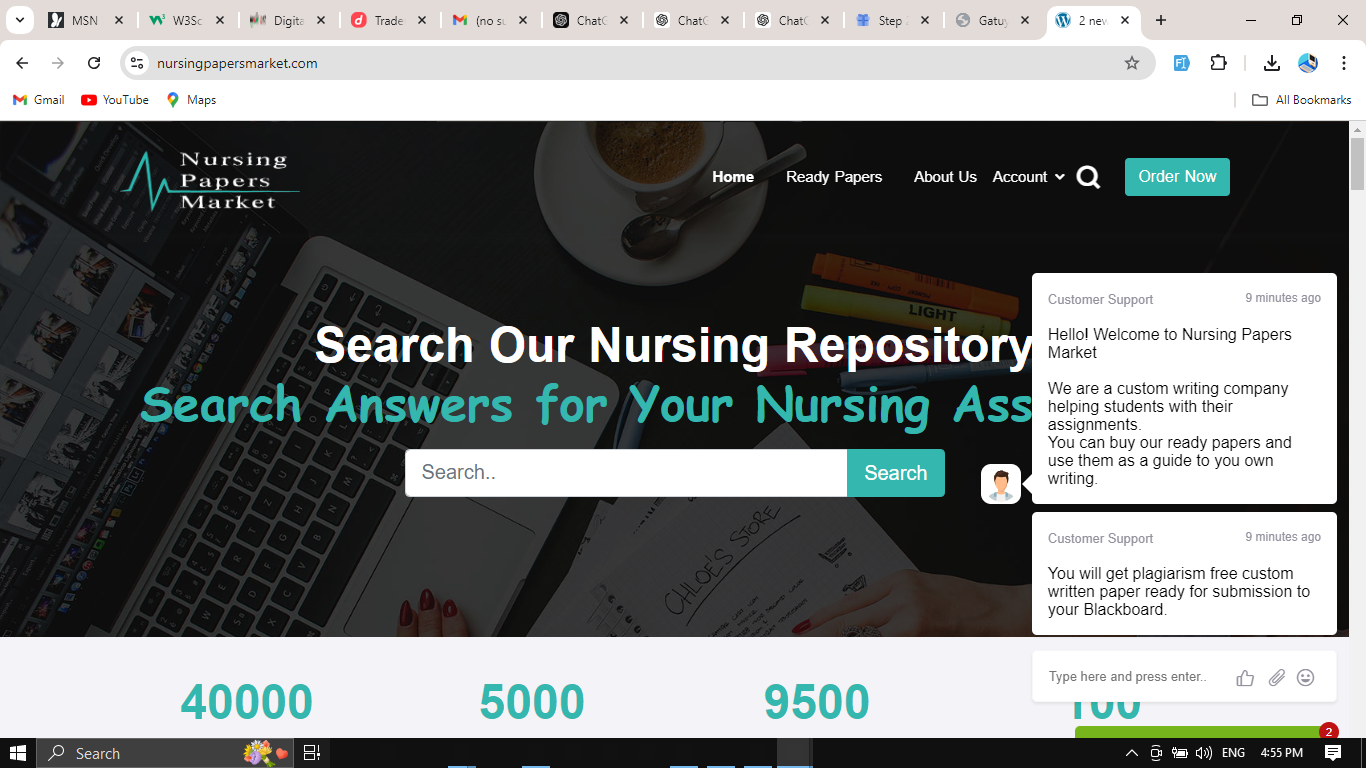 MSN
W3Sc
Digita
Trade
(no su
ChatG
ChatG
ChatG
Step 2
Gatuy
2 new
nursingpapersmarket.com
Gmail
YouTube
Maps
All Bookmarks
Nursing
Papers
Market
Home
Ready Papers
About Us
Account
Order Now
Search Our Nursing Repository
Search Answers for Your Nursing Ass
Search..
Search
LIGHT
CHLOE'S STORE
Customer Support
9 minutes ago
Hello! Welcome to Nursing Papers
Market
We are a custom writing company
helping students with their
assignments.
You can buy our ready papers and
use them as a guide to you own
writing.
Customer Support
9 minutes ago
You will get plagiarism free custom
written paper ready for submission to
your Blackboard.
Type here and press enter..
40000
5000
9500
100
2
Search
ENG
4:55 PM